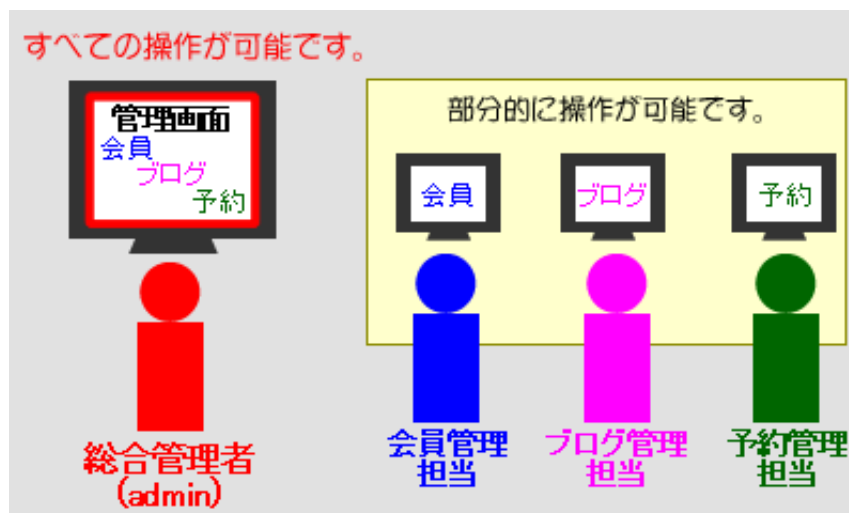 すべての操作が可能です。
管理画面
会員
ブログ
予約
総合管理者
(admin)
部分的に操作が可能です。
会員
ブログ
予約
会員管理
担当
ブログ管理
担当
予約管理
担当